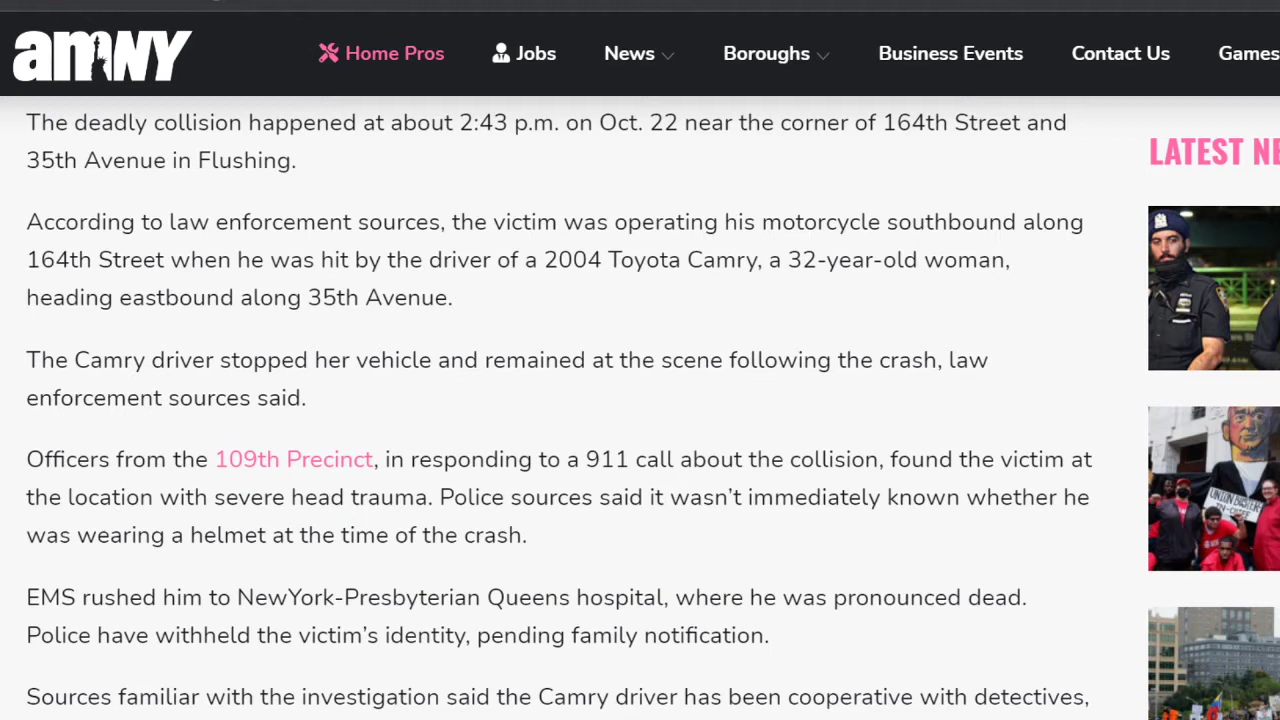 amNY
Home Pros
Jobs
News
Boroughs
Business Events
Contact Us
Games
The deadly collision happened at about 2:43 p.m. on Oct. 22 near the corner of 164th Street and
35th Avenue in Flushing.
According to law enforcement sources, the victim was operating his motorcycle southbound along
164th Street when he was hit by the driver of a 2004 Toyota Camry, a 32-year-old woman,
heading eastbound along 35th Avenue.
The Camry driver stopped her vehicle and remained at the scene following the crash, law
enforcement sources said.
Officers from the 109th Precinct, in responding to a 911 call about the collision, found the victim at
the location with severe head trauma. Police sources said it wasn’t immediately known whether he
was wearing a helmet at the time of the crash.
EMS rushed him to NewYork-Presbyterian Queens hospital, where he was pronounced dead.
Police have withheld the victim’s identity, pending family notification.
Sources familiar with the investigation said the Camry driver has been cooperative with detectives,
LATEST NE
UNION BUSTER
IN-CHIEF